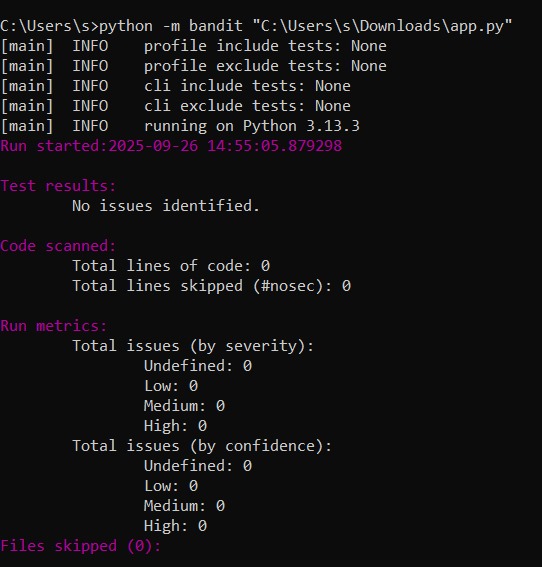 C:\Users\s>python -m bandit "C:\Users\s\Downloads\app.py"
[main]  INFO    profile include tests: None
[main]  INFO    profile exclude tests: None
[main]  INFO    cli include tests: None
[main]  INFO    cli exclude tests: None
[main]  INFO    running on Python 3.13.3
Run started:2025-09-26 14:55:05.879298
Test results:
        No issues identified.
Code scanned:
        Total lines of code: 0
        Total lines skipped (#nosec): 0
Run metrics:
        Total issues (by severity):
                Undefined: 0
                Low: 0
                Medium: 0
                High: 0
        Total issues (by confidence):
                Undefined: 0
                Low: 0
                Medium: 0
                High: 0
Files skipped (0):